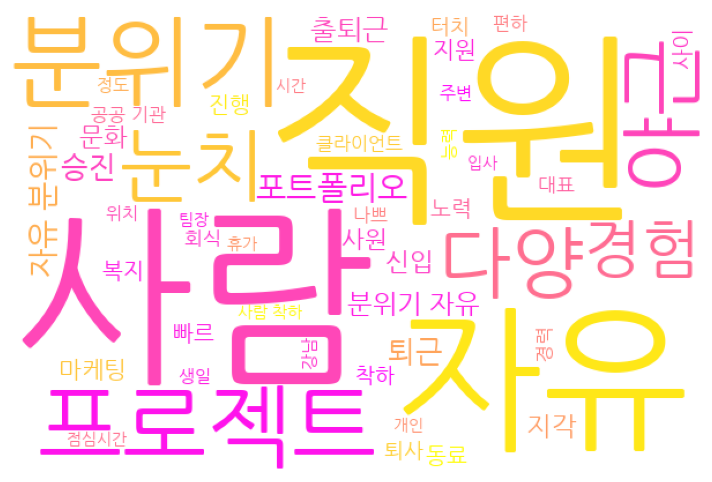 분위기
출퇴근
터치
편하
직원
지원
사이
정도
시간
주변
연근
공공 기관
진행
문화
눈치
클라이언트
능력
자유 분위기
승진
포트폴리오
입사
대표
위치
팀장
나쁘
노력
다양
경험
회식
휴가
사원
사람
복지
신입
분위기 자유
사람 착하
자유
빠르
강남
퇴근
경력
마케팅
생일
착하
프로젝트
개인
지각
점심시간
퇴사
동료